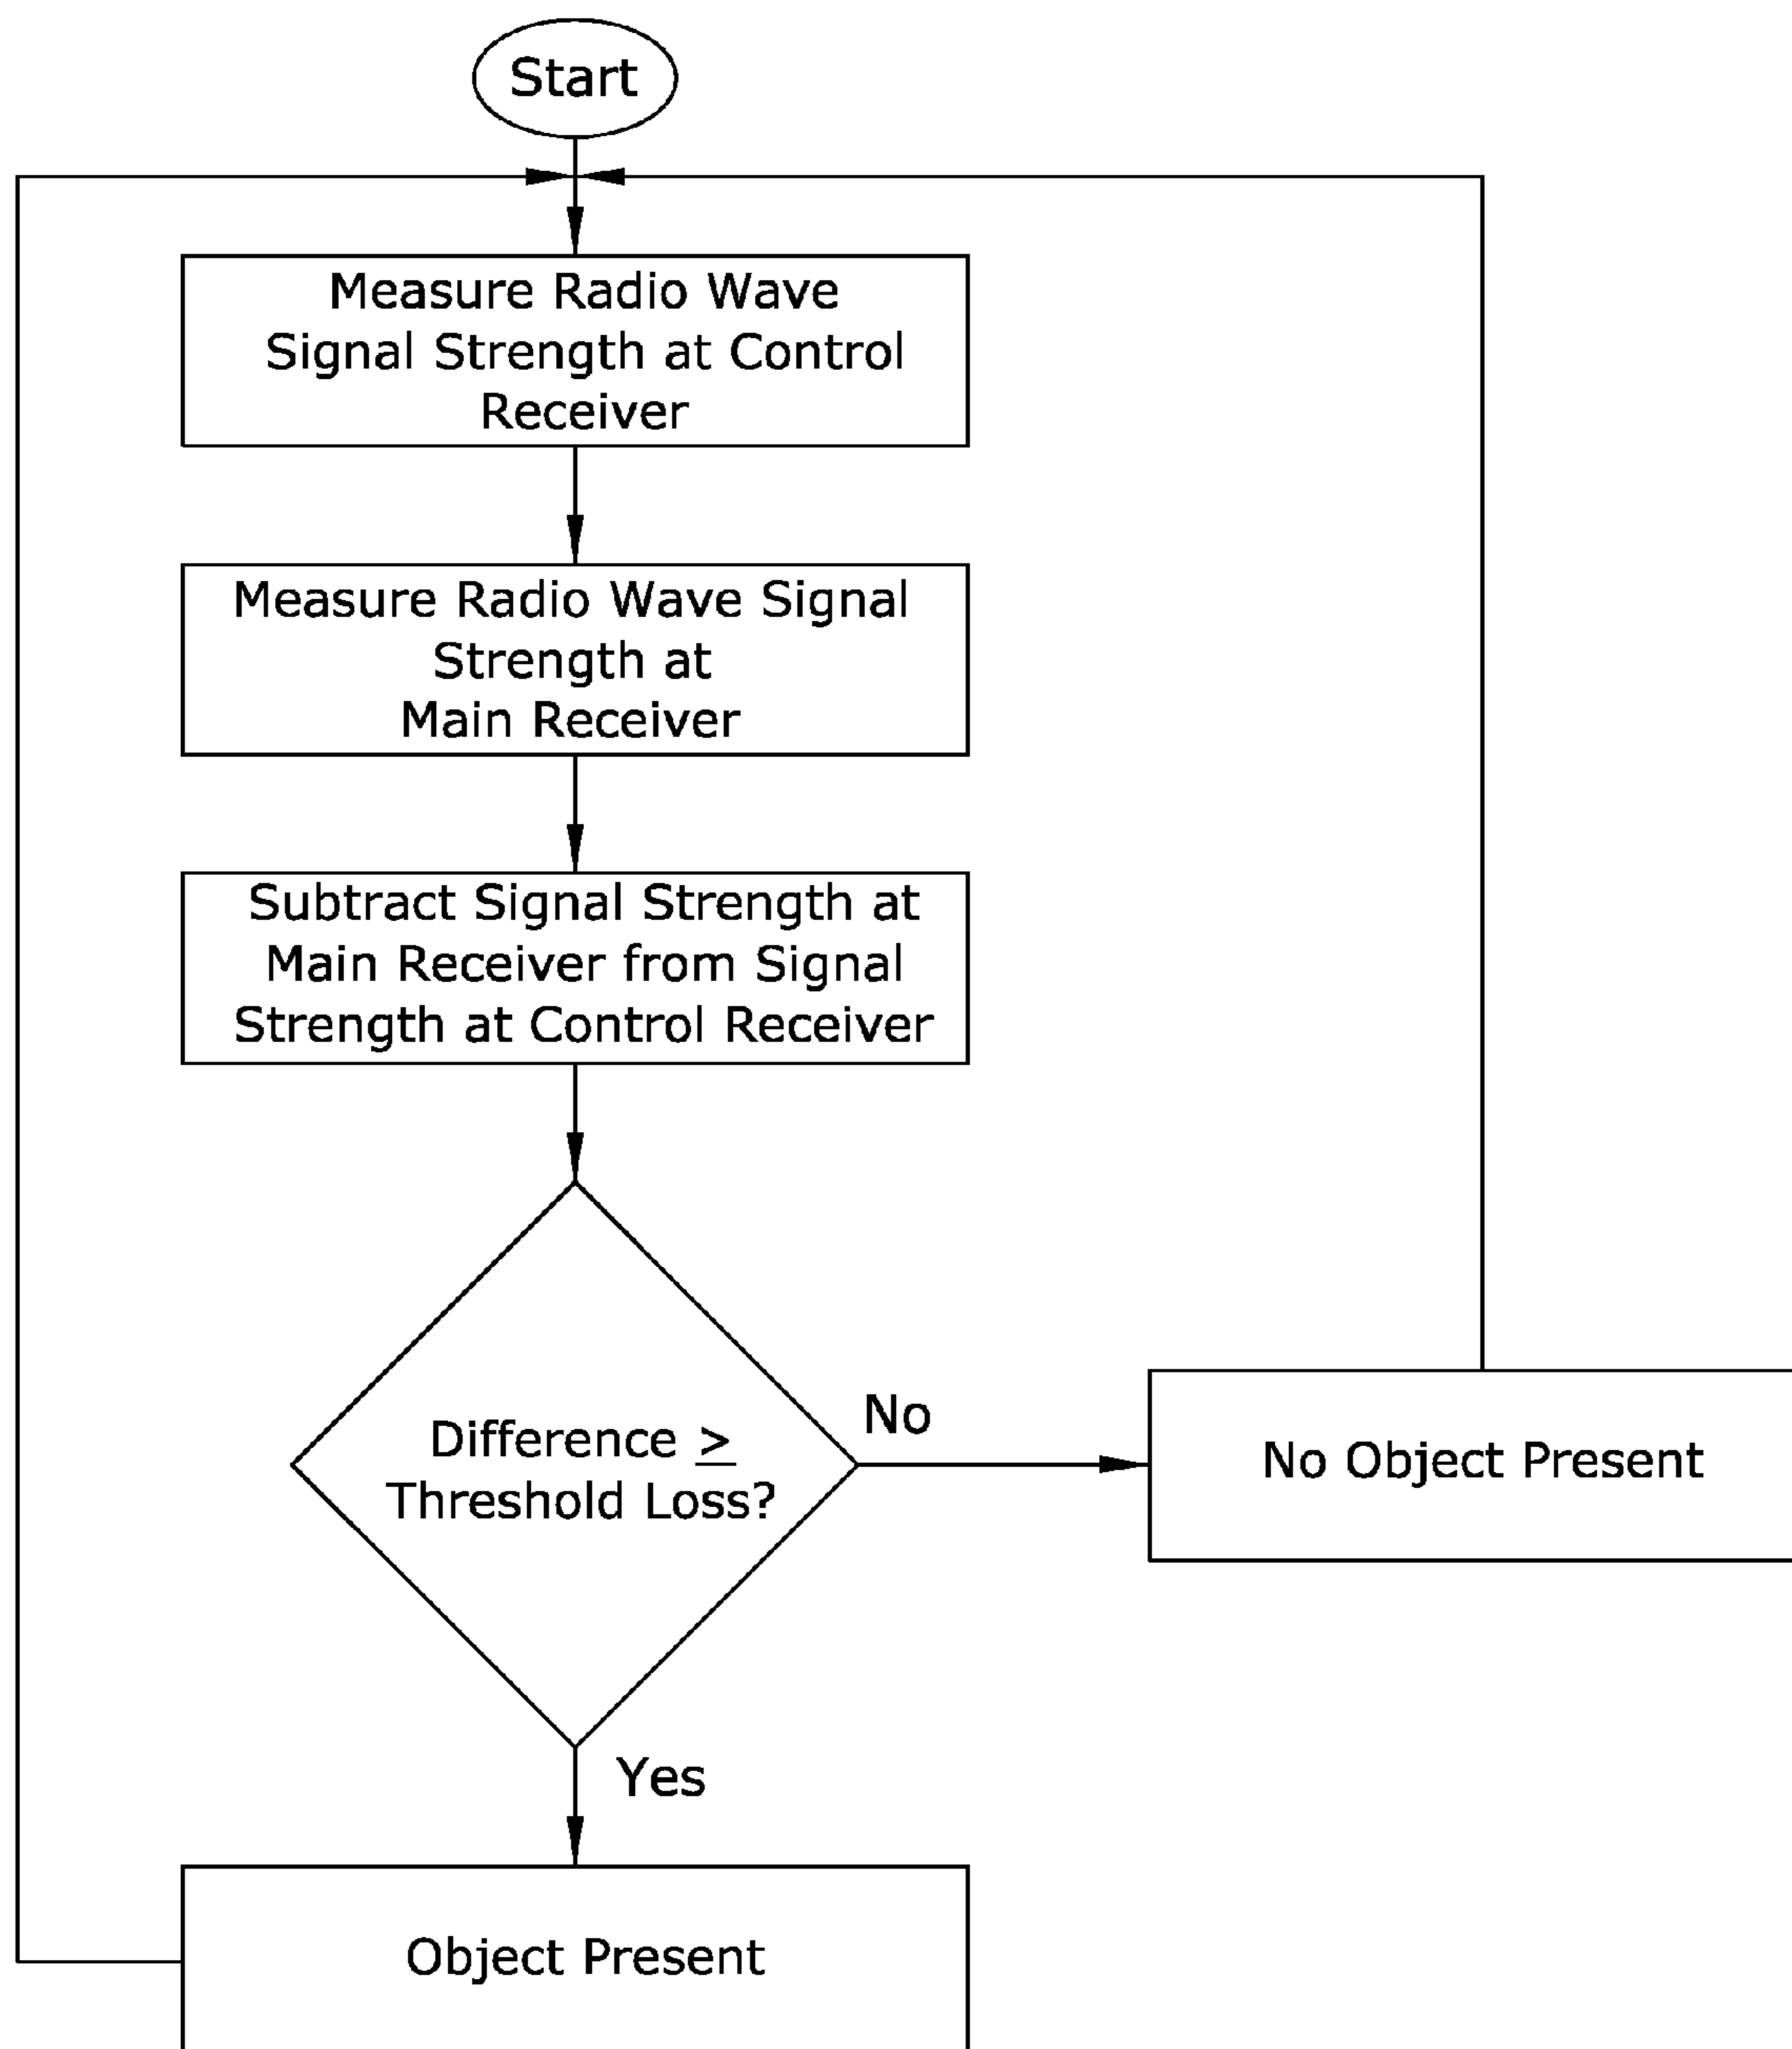 Start
Measure Radio Wave
Signal Strength at Control
Receiver
Measure Radio Wave Signal
Strength at
Main Receiver
Subtract Signal Strength at
Main Receiver from Signal
Strength at Control Receiver
Difference ≥
Threshold Loss?
No
No Object Present
Yes
Object Present